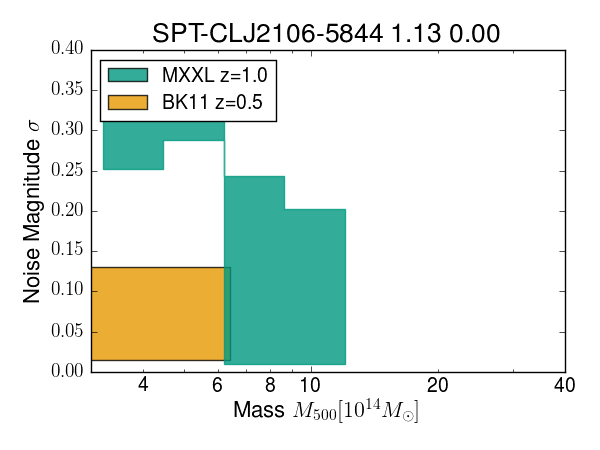 SPT-CLJ2106-5844 1.13 0.00
0.40
MXXL z=1.0
BK11 z=0.5
0.35
0.30
0.25
0.20
0.15
0.10
0.05
0.00
Noise Magnitude σ
4 6 8 10 20 40
Mass M₅₀₀[10¹⁴M☉]